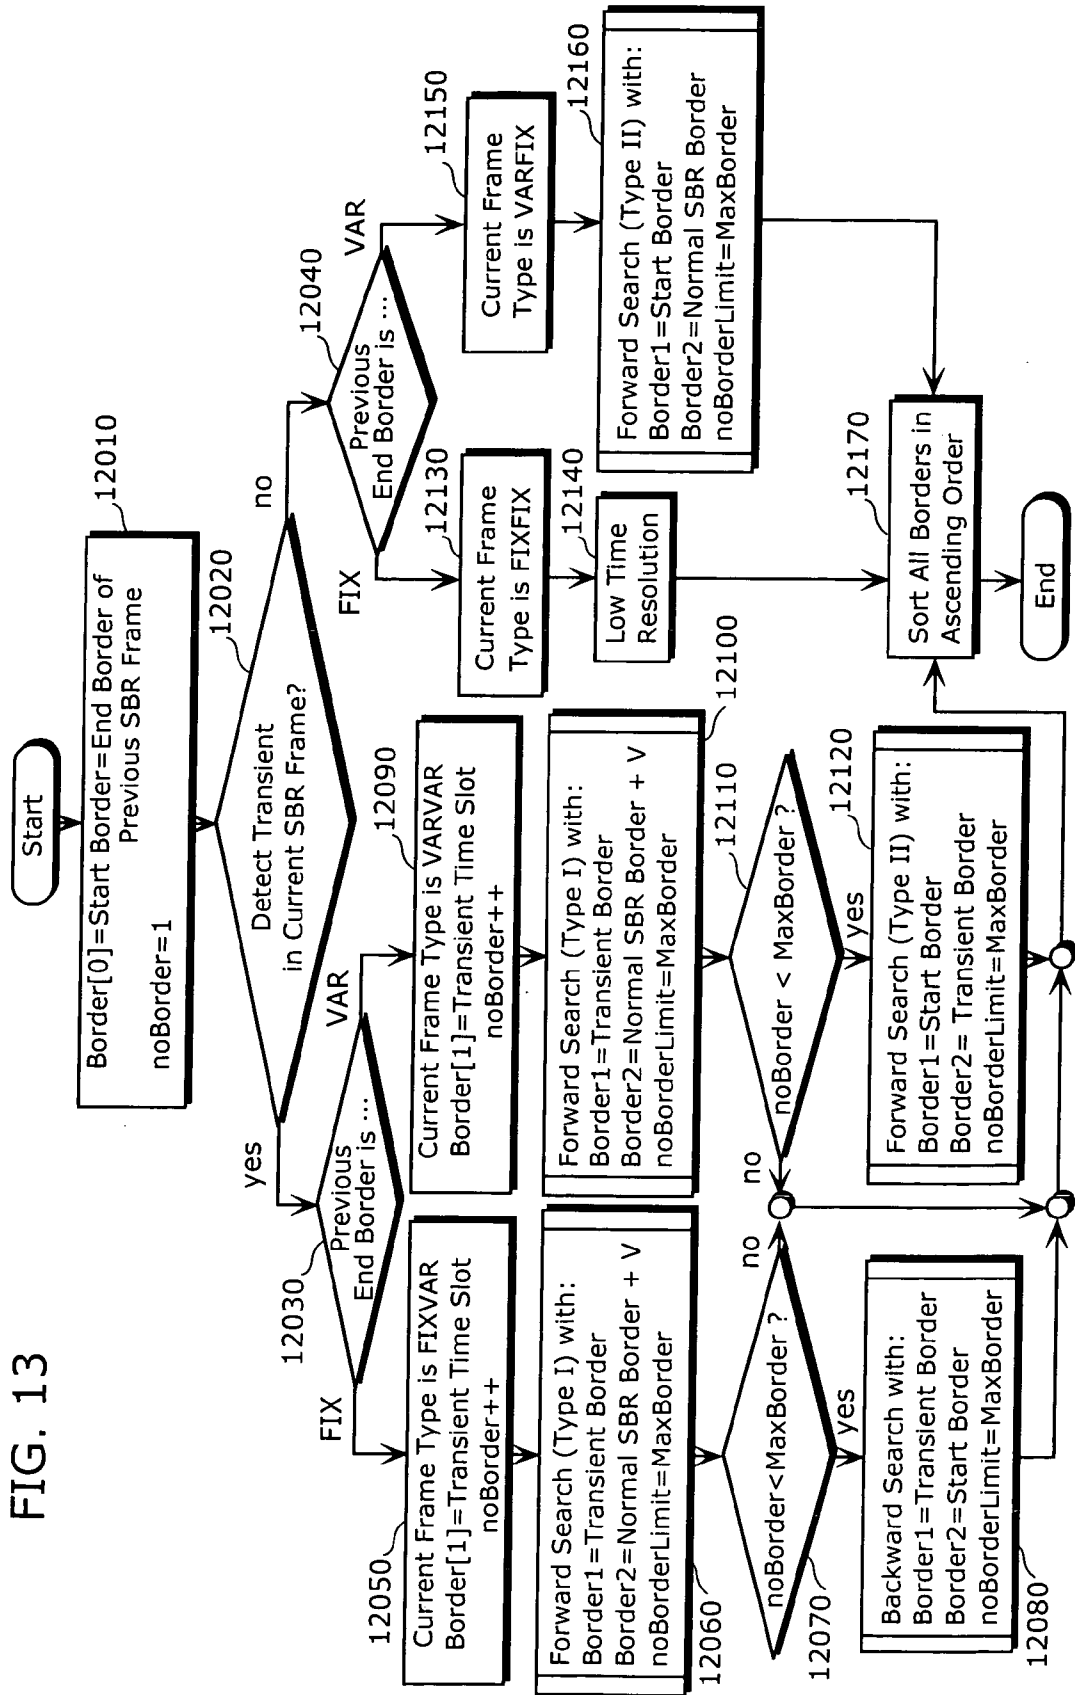 FIG. 13
Start
Border[0]=Start Border=End Border of
Previous SBR Frame
noBorder=1
12010
Detect Transient
in Current SBR Frame?
12020
yes
no
Previous
End Border is ...
12030
FIX
VAR
Previous
End Border is ...
12040
FIX
VAR
Current Frame Type is FIXVAR
Border[1]=Transient Time Slot
noBorder++
12050
Current Frame Type is VARVAR
Border[1]=Transient Time Slot
noBorder++
12090
Current Frame
Type is FIXFIX
12130
Current Frame
Type is VARFIX
12150
Forward Search (Type I) with:
Border1=Transient Border
Border2=Normal SBR Border + V
noBorderLimit=MaxBorder
12060
Forward Search (Type I) with:
Border1=Transient Border
Border2=Normal SBR Border + V
noBorderLimit=MaxBorder
12100
Low Time
Resolution
12140
Forward Search (Type II) with:
Border1=Start Border
Border2=Normal SBR Border
noBorderLimit=MaxBorder
12160
noBorder<MaxBorder ?
12070
no
yes
noBorder < MaxBorder ?
12110
no
yes
Backward Search with:
Border1=Transient Border
Border2=Start Border
noBorderLimit=MaxBorder
12080
Forward Search (Type II) with:
Border1=Start Border
Border2= Transient Border
noBorderLimit=MaxBorder
12120
Sort All Borders in
Ascending Order
12170
End